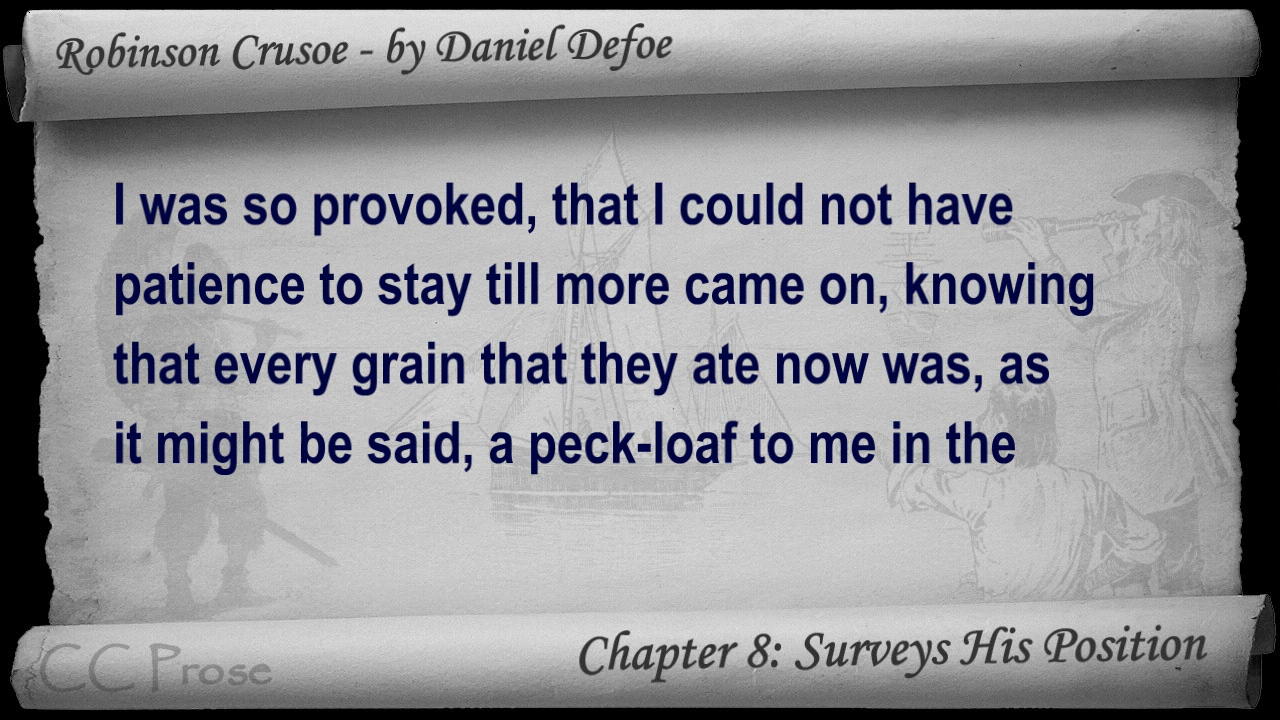 Robinson Crusoe - by Daniel Defoe
I was so provoked, that I could not have
patience to stay till more came on, knowing
that every grain that they ate now was, as
it might be said, a peck-loaf to me in the
CC Prose
Chapter 8: Surveys His Position